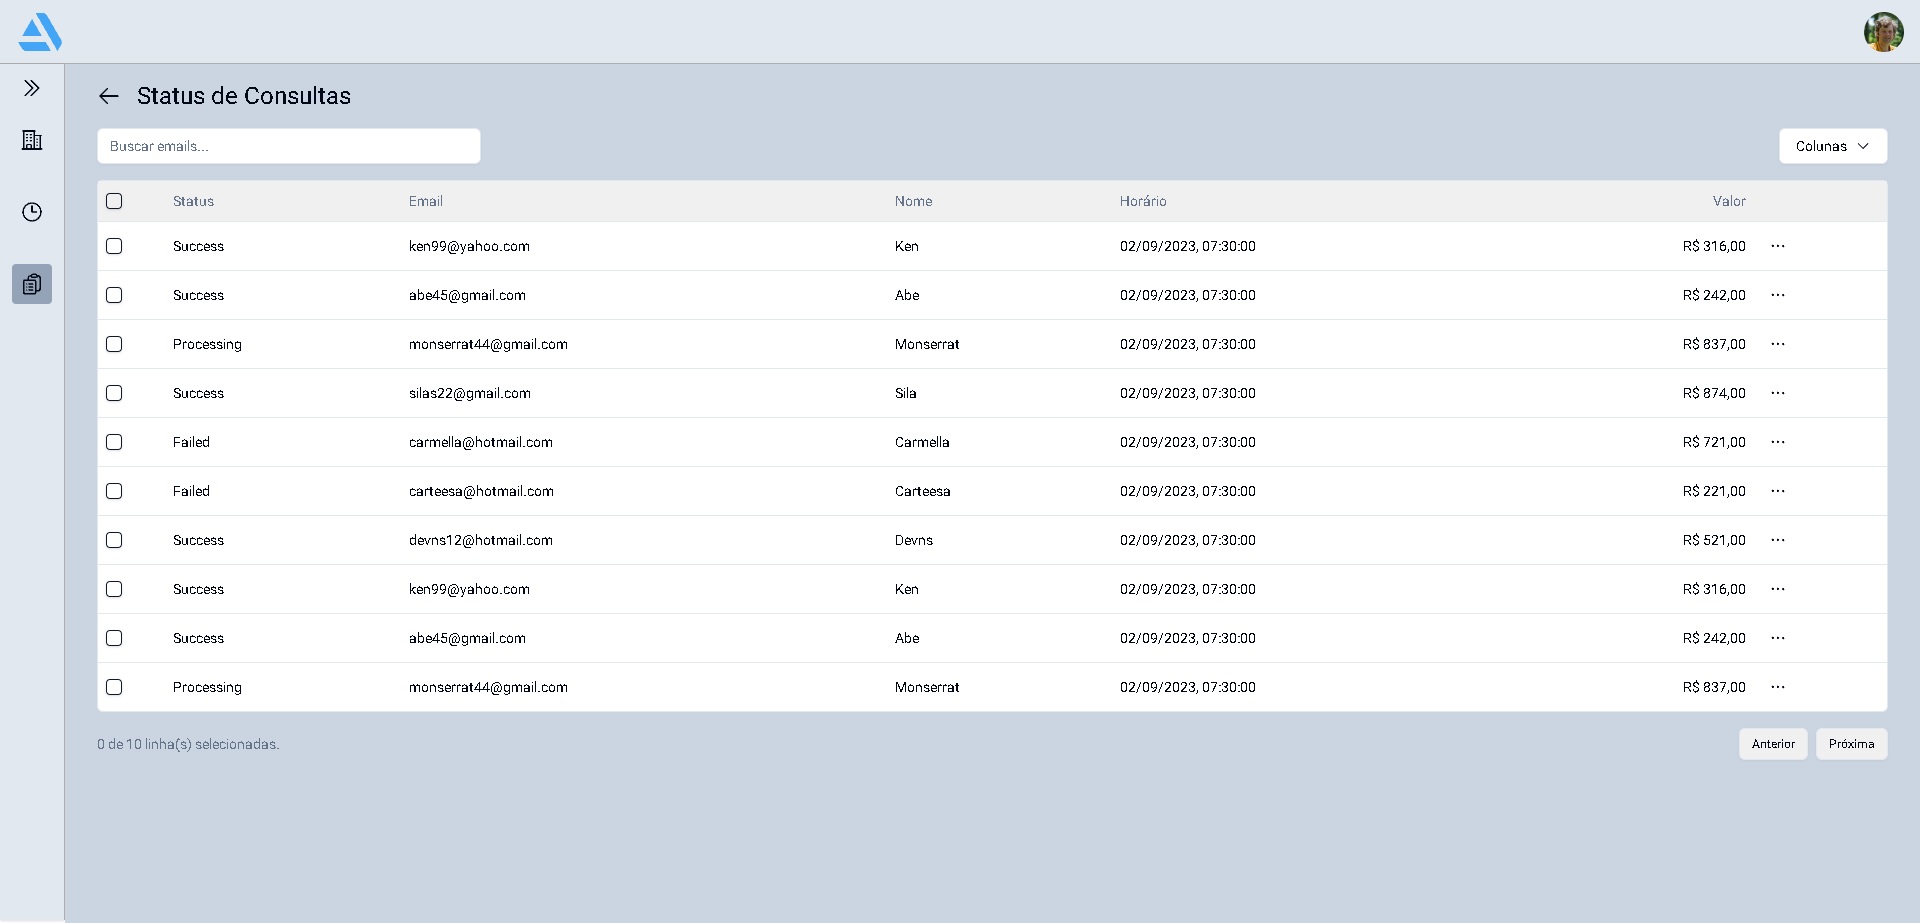 Status de Consultas
Buscar emails...
Colunas
Status Email Nome Horário Valor
Success ken99@yahoo.com Ken 02/09/2023, 07:30:00 R$ 316,00 ...
Success abe45@gmail.com Abe 02/09/2023, 07:30:00 R$ 242,00 ...
Processing monserrat44@gmail.com Monserrat 02/09/2023, 07:30:00 R$ 837,00 ...
Success silas22@gmail.com Sila 02/09/2023, 07:30:00 R$ 874,00 ...
Failed carmella@hotmail.com Carmella 02/09/2023, 07:30:00 R$ 721,00 ...
Failed carteesa@hotmail.com Carteesa 02/09/2023, 07:30:00 R$ 221,00 ...
Success devns12@hotmail.com Devns 02/09/2023, 07:30:00 R$ 521,00 ...
Success ken99@yahoo.com Ken 02/09/2023, 07:30:00 R$ 316,00 ...
Success abe45@gmail.com Abe 02/09/2023, 07:30:00 R$ 242,00 ...
Processing monserrat44@gmail.com Monserrat 02/09/2023, 07:30:00 R$ 837,00 ...
0 de 10 linha(s) selecionadas.
Anterior Próxima